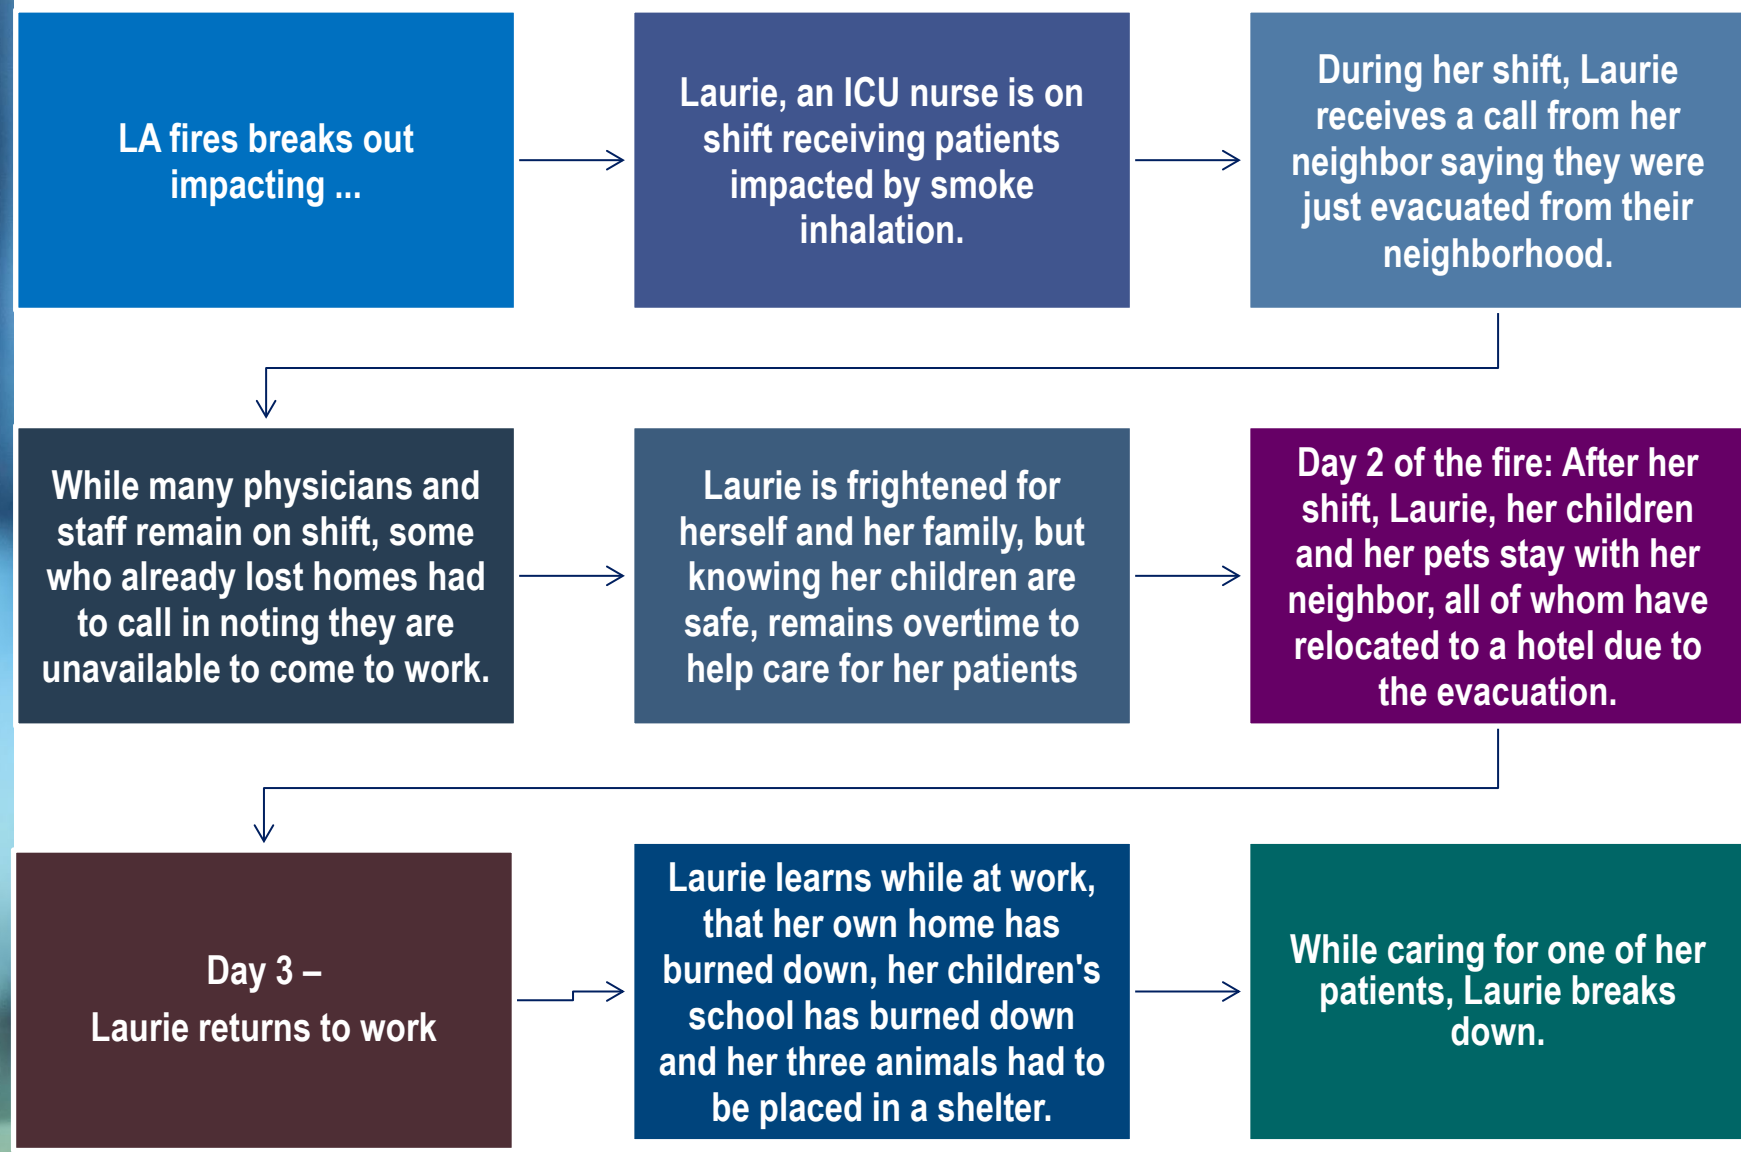 LA fires breaks out
impacting ...
Laurie, an ICU nurse is on
shift receiving patients
impacted by smoke
inhalation.
During her shift, Laurie
receives a call from her
neighbor saying they were
just evacuated from their
neighborhood.
While many physicians and
staff remain on shift, some
who already lost homes had
to call in noting they are
unavailable to come to work.
Laurie is frightened for
herself and her family, but
knowing her children are
safe, remains overtime to
help care for her patients
Day 2 of the fire: After her
shift, Laurie, her children
and her pets stay with her
neighbor, all of whom have
relocated to a hotel due to
the evacuation.
Day 3 –
Laurie returns to work
Laurie learns while at work,
that her own home has
burned down, her children's
school has burned down
and her three animals had to
be placed in a shelter.
While caring for one of her
patients, Laurie breaks
down.